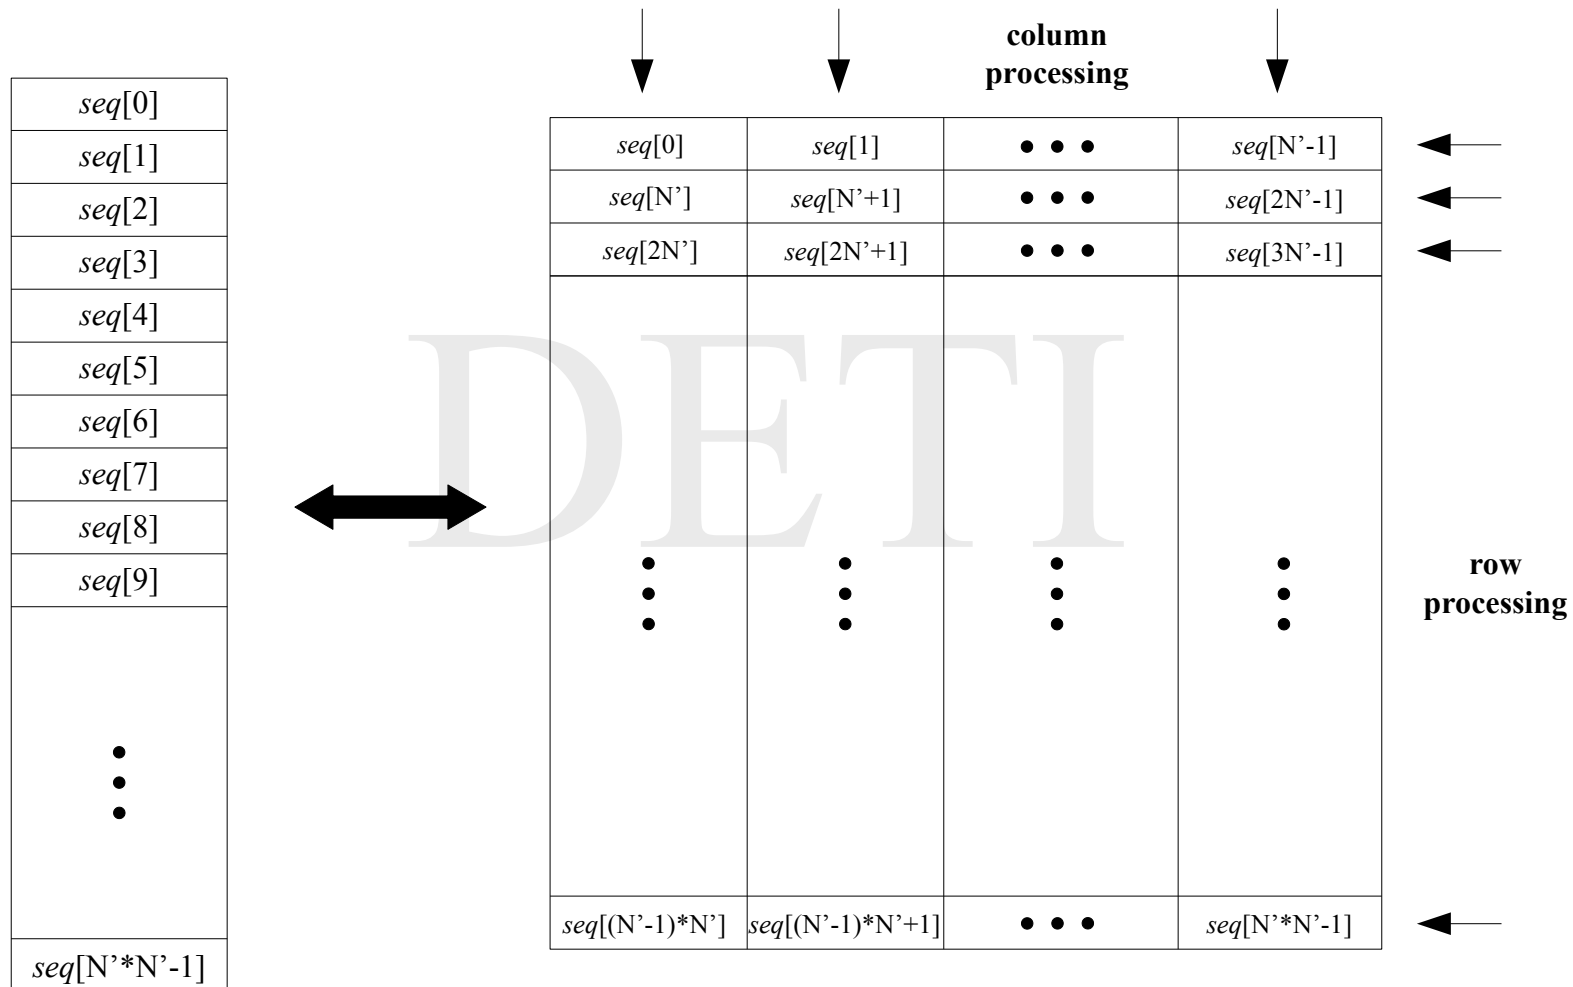 column
processing
seq[0]
seq[1]
seq[2]
seq[3]
seq[4]
seq[5]
seq[6]
seq[7]
seq[8]
seq[9]
seq[N’*N’-1]
seq[0] seq[1] • • • seq[N’-1]
seq[N’] seq[N’+1] • • • seq[2N’-1]
seq[2N’] seq[2N’+1] • • • seq[3N’-1]
DETI
row
processing
seq[(N’-1)*N’] seq[(N’-1)*N’+1] • • • seq[N’*N’-1]